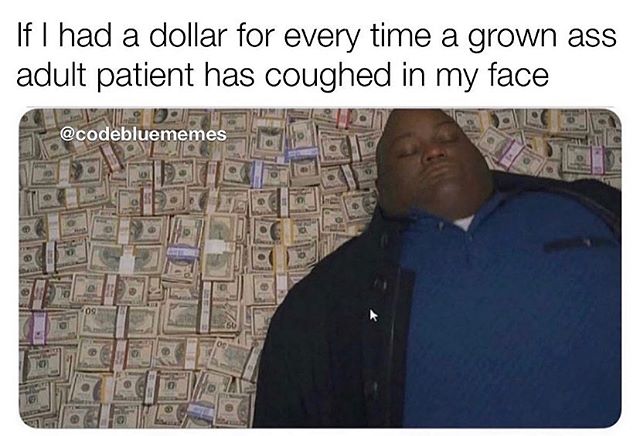 If I had a dollar for every time a grown ass
adult patient has coughed in my face
@codebluememes